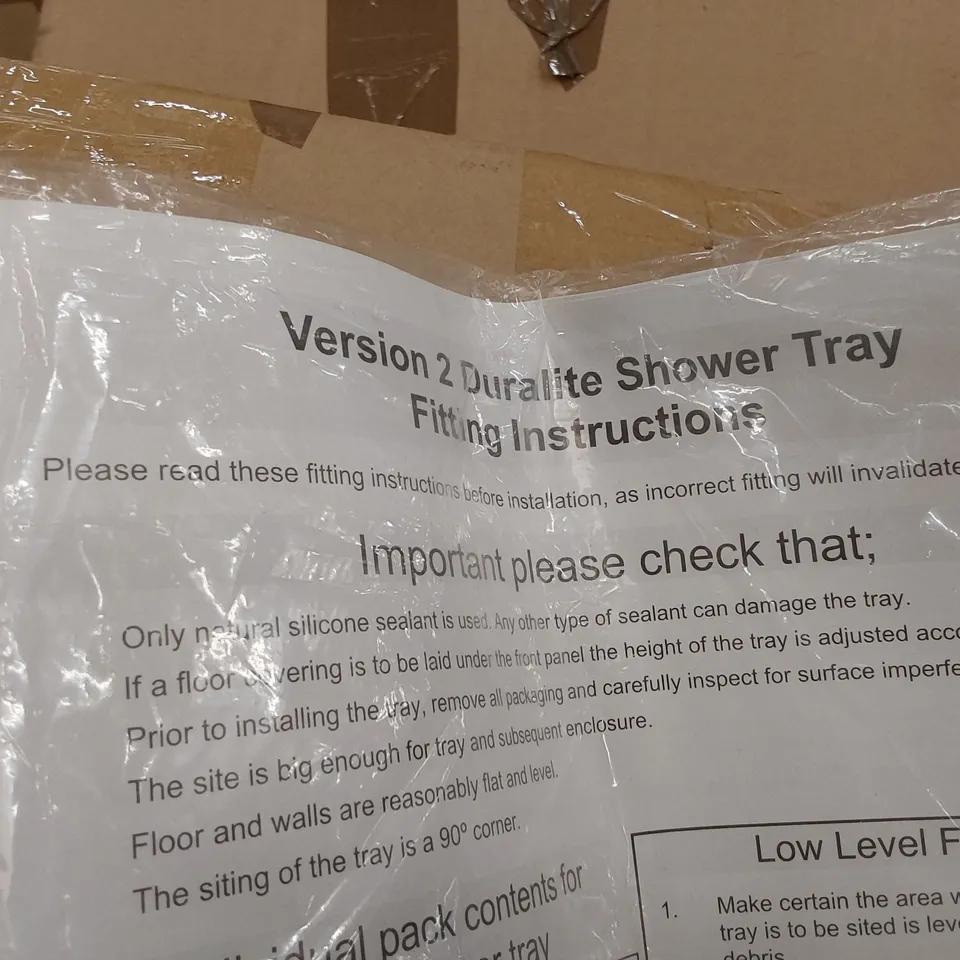 Version 2 Duralite Shower Tray
Fitting Instructions
Please read these fitting instructions before installation, as incorrect fitting will invalidate
Important please check that;
Only natural silicone sealant is used. Any other type of sealant can damage the tray.
If a floor covering is to be laid under the front panel the height of the tray is adjusted acco
Prior to installing the tray, remove all packaging and carefully inspect for surface imperfe
The site is big enough for tray and subsequent enclosure.
Floor and walls are reasonably flat and level.
The siting of the tray is a 90º corner.
pack contents for
tray
Low Level F
1. Make certain the area w
tray is to be sited is leve
debris